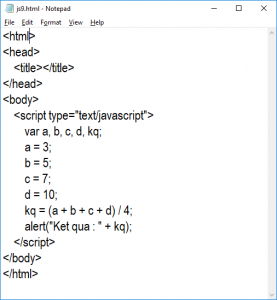 js9.html - Notepad
File Edit Format View Help
<html>
<head>
<title></title>
</head>
<body>
<script type="text/javascript">
var a, b, c, d, kq;
a = 3;
b = 5;
c = 7;
d = 10;
kq = (a + b + c + d) / 4;
alert("Ket qua : " + kq);
</script>
</body>
</html>